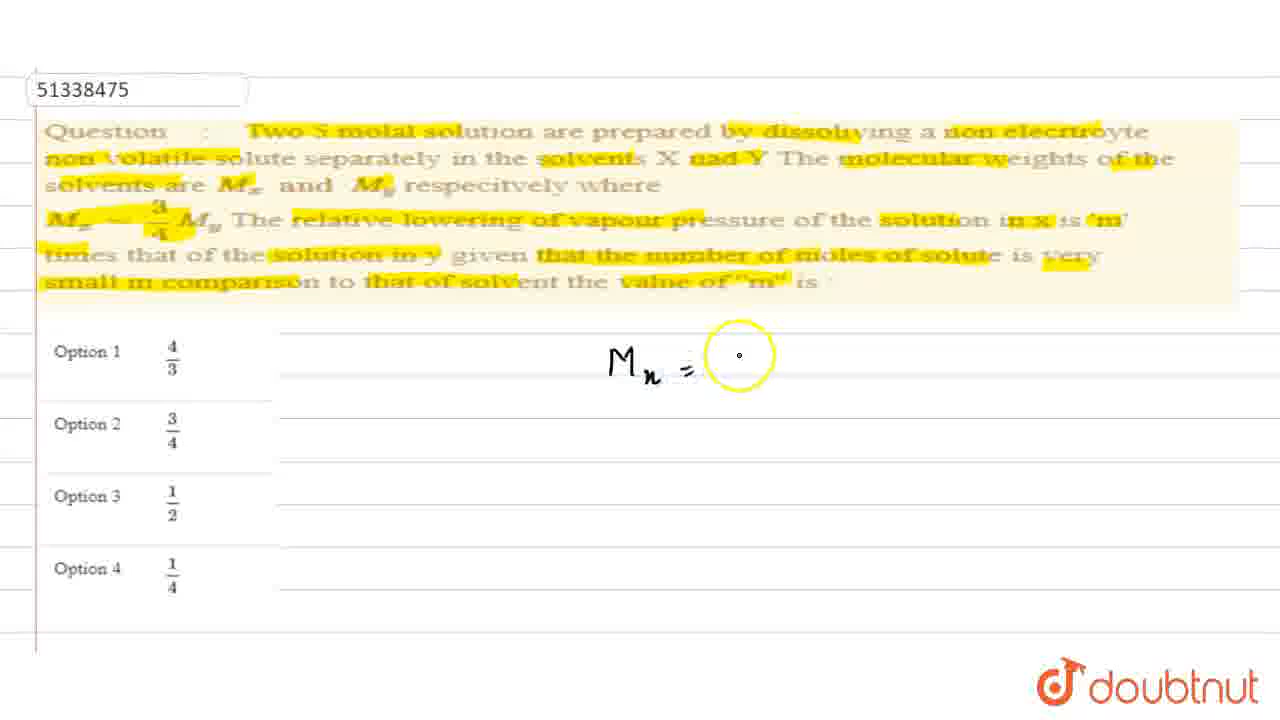 51338475
Question : Two 5 molal solution are prepared by dissolving a non elecrtroyte
non volatile solute separately in the solvents X nad Y The molecular weights of the
solvents are Mₓ and M_y respecitvely where
Mₓ = 3/4 M_y The relative lowering of vapour pressure of the solution in x is 'm'
times that of the solution in y given that the number of moles of solute is very
small in comparison to that of solvent the value of "m" is :
Option 1 4/3
Option 2 3/4
Option 3 1/2
Option 4 1/4
Mₓ =
doubtnut